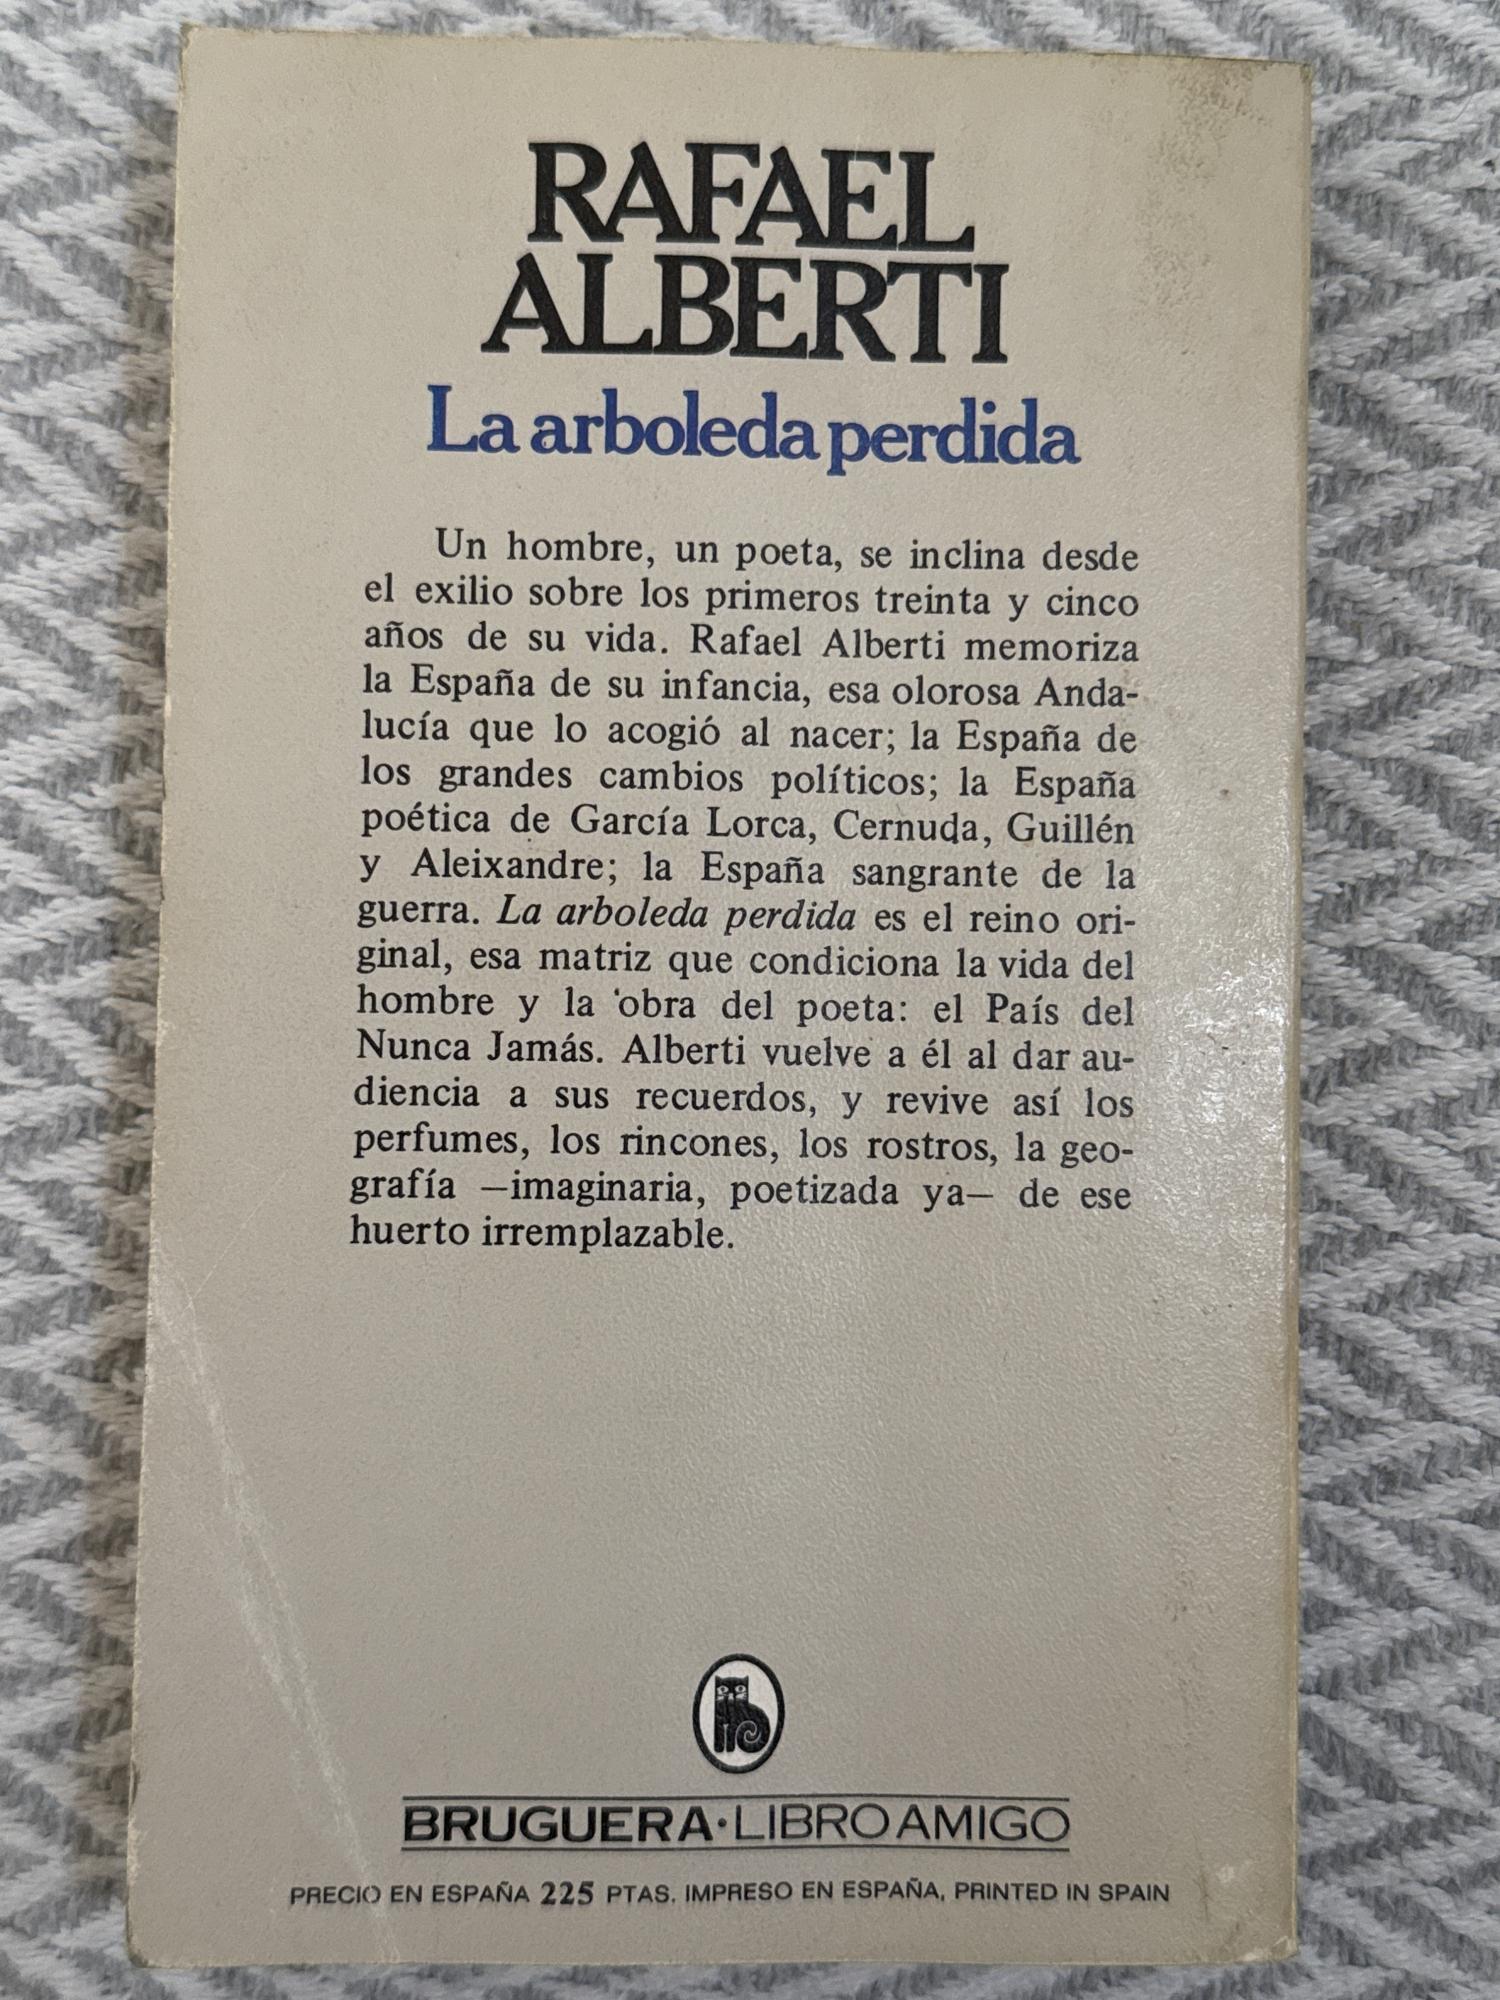 RAFAEL
ALBERTI
La arboleda perdida
Un hombre, un poeta, se inclina desde
el exilio sobre los primeros treinta y cinco
años de su vida. Rafael Alberti memoriza
la España de su infancia, esa olorosa Anda-
lucía que lo acogió al nacer; la España de
los grandes cambios políticos; la España
poética de García Lorca, Cernuda, Guillén
y Aleixandre; la España sangrante de la
guerra. La arboleda perdida es el reino ori-
ginal, esa matriz que condiciona la vida del
hombre y la obra del poeta: el País del
Nunca Jamás. Alberti vuelve a él al dar au-
diencia a sus recuerdos, y revive así los
perfumes, los rincones, los rostros, la geo-
grafía —imaginaria, poetizada ya— de ese
huerto irremplazable.
BRUGUERA·LIBRO AMIGO
PRECIO EN ESPAÑA 225 PTAS. IMPRESO EN ESPAÑA, PRINTED IN SPAIN